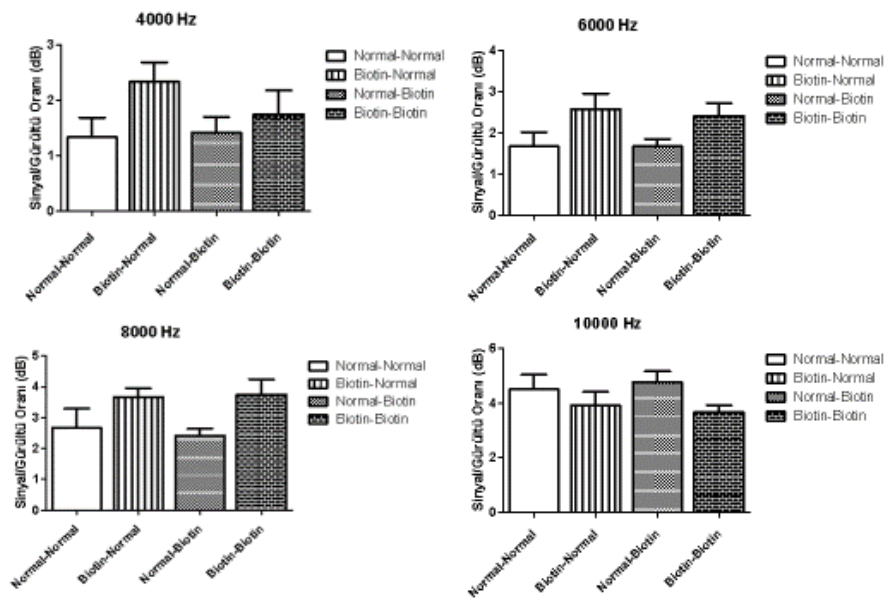 4000 Hz
Sinyal/Gürültü Oranı (dB)
3
2
1
0
Normal-Normal
Biotin-Normal
Normal-Biotin
Biotin-Biotin
Normal-Normal
Biotin-Normal
Normal-Biotin
Biotin-Biotin
6000 Hz
Sinyal/Gürültü Oranı (dB)
4
3
2
1
0
Normal-Normal
Biotin-Normal
Normal-Biotin
Biotin-Biotin
Normal-Normal
Biotin-Normal
Normal-Biotin
Biotin-Biotin
8000 Hz
Sinyal/Gürültü Oranı (dB)
5
4
3
2
1
0
Normal-Normal
Biotin-Normal
Normal-Biotin
Biotin-Biotin
Normal-Normal
Biotin-Normal
Normal-Biotin
Biotin-Biotin
10000 Hz
Sinyal/Gürültü Oranı (dB)
6
4
2
0
Normal-Normal
Biotin-Normal
Normal-Biotin
Biotin-Biotin
Normal-Normal
Biotin-Normal
Normal-Biotin
Biotin-Biotin